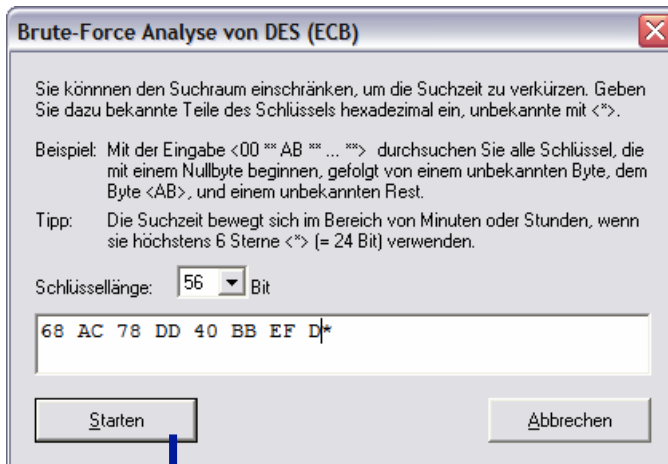 Brute-Force Analyse von DES (ECB)
Sie könnnen den Suchraum einschränken, um die Suchzeit zu verkürzen. Geben
Sie dazu bekannte Teile des Schlüssels hexadezimal ein, unbekannte mit <*>.
Beispiel: Mit der Eingabe <00 ** AB ** ... **> durchsuchen Sie alle Schlüssel, die
mit einem Nullbyte beginnen, gefolgt von einem unbekannten Byte, dem
Byte <AB>, und einem unbekannten Rest.
Tipp: Die Suchzeit bewegt sich im Bereich von Minuten oder Stunden, wenn
sie höchstens 6 Sterne <*> (= 24 Bit) verwenden.
Schlüssellänge: 56 Bit
68 AC 78 DD 40 BB EF D*
Starten Abbrechen